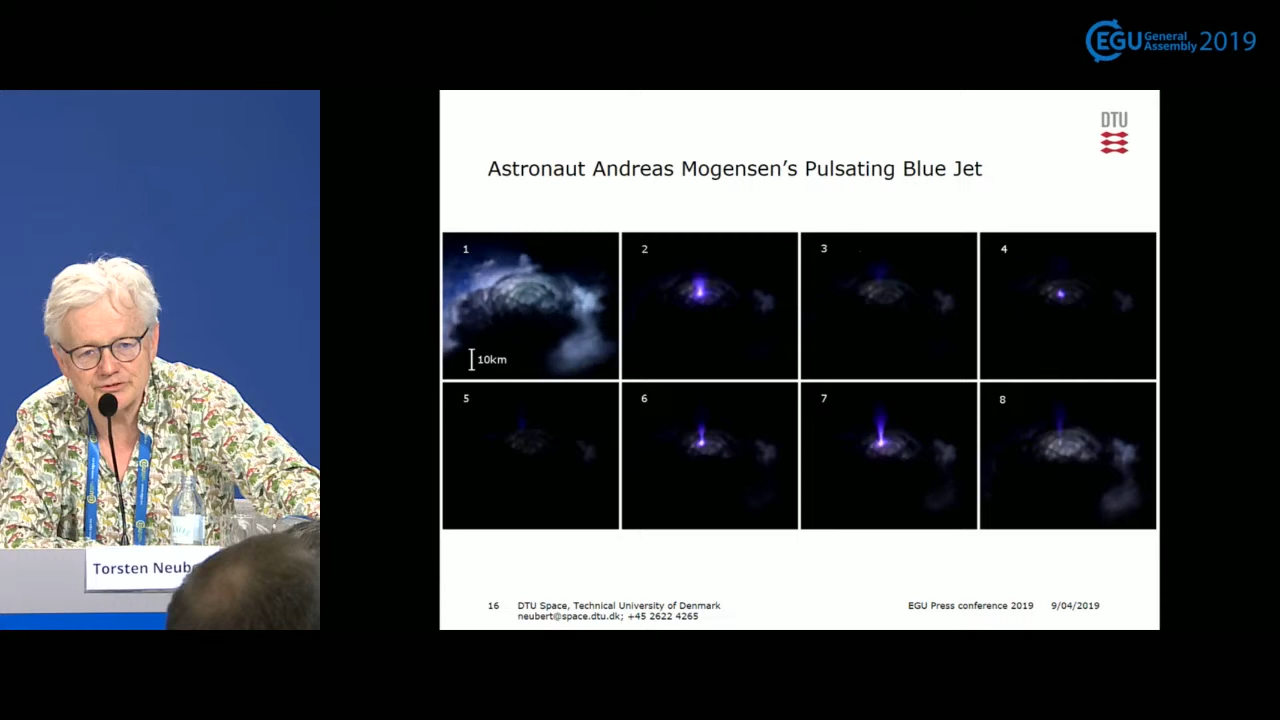 EGU General Assembly 2019
DTU
Astronaut Andreas Mogensen's Pulsating Blue Jet
1
2
3
4
10km
5
6
7
8
Torsten Neub
16 DTU Space, Technical University of Denmark
neubert@space.dtu.dk; +45 2622 4265
EGU Press conference 2019 9/04/2019